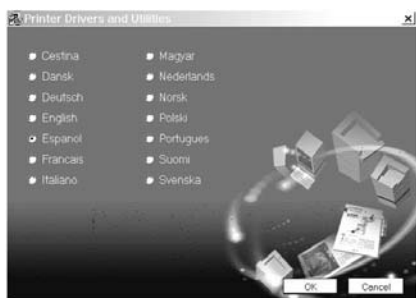 Printer Drivers and Utilities
Cestina
Dansk
Deutsch
English
Espanol
Francais
Italiano
Magyar
Nederlands
Norsk
Polski
Portugues
Suomi
Svenska
OK
Cancel